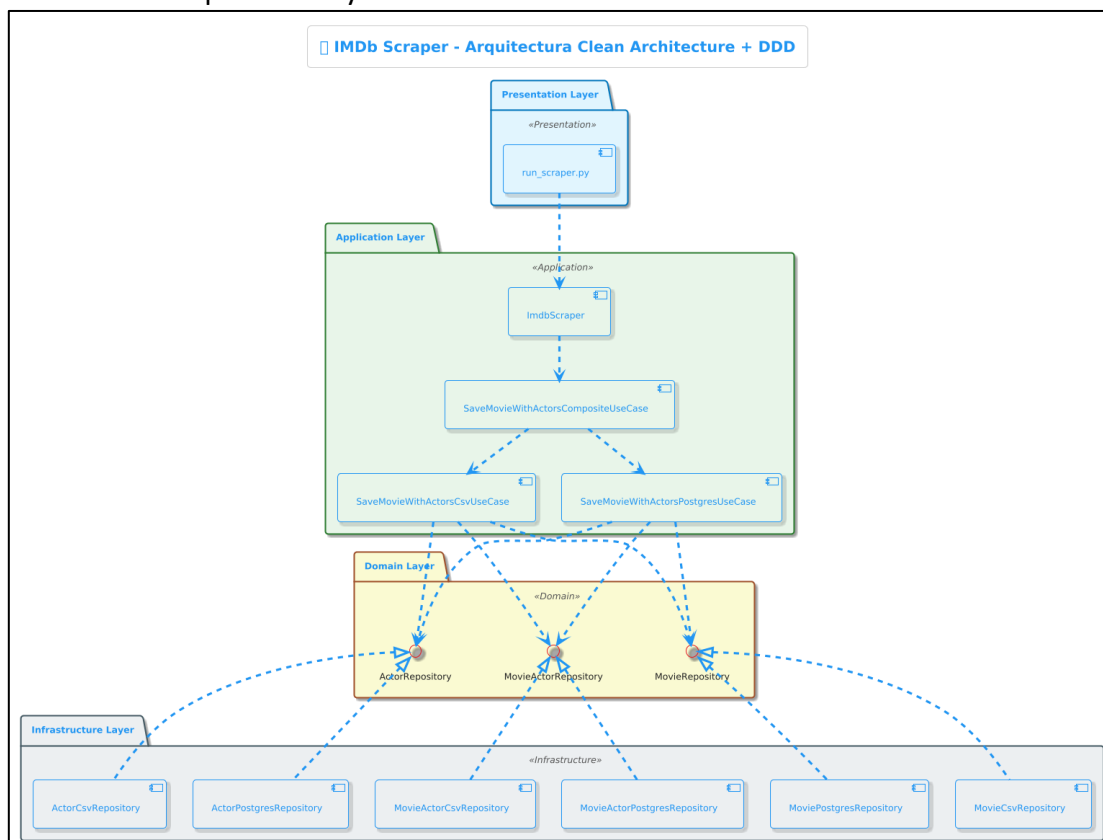 IMDb Scraper - Arquitectura Clean Architecture + DDD
Presentation Layer
«Presentation»
run_scraper.py
Application Layer
«Application»
ImdbScraper
SaveMovieWithActorsCompositeUseCase
SaveMovieWithActorsCsvUseCase
SaveMovieWithActorsPostgresUseCase
Domain Layer
«Domain»
ActorRepository
MovieActorRepository
MovieRepository
Infrastructure Layer
«Infrastructure»
ActorCsvRepository
ActorPostgresRepository
MovieActorCsvRepository
MovieActorPostgresRepository
MoviePostgresRepository
MovieCsvRepository